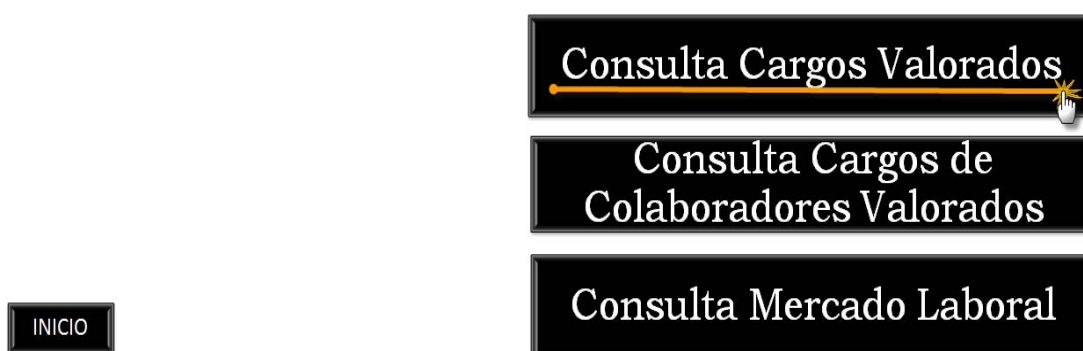 Consulta Cargos Valorados
Consulta Cargos de
Colaboradores Valorados
Consulta Mercado Laboral
INICIO